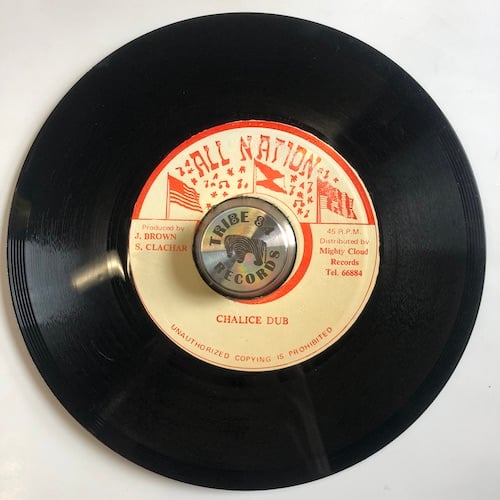 ALL NATION
Produced by
J. BROWN
S. CLACHAR
45 R.P.M.
Distributed by
Mighty Cloud
Records
Tel. 66884
TRIBE 84
RECORDS
CHALICE DUB
UNAUTHORIZED COPYING IS PROHIBITED